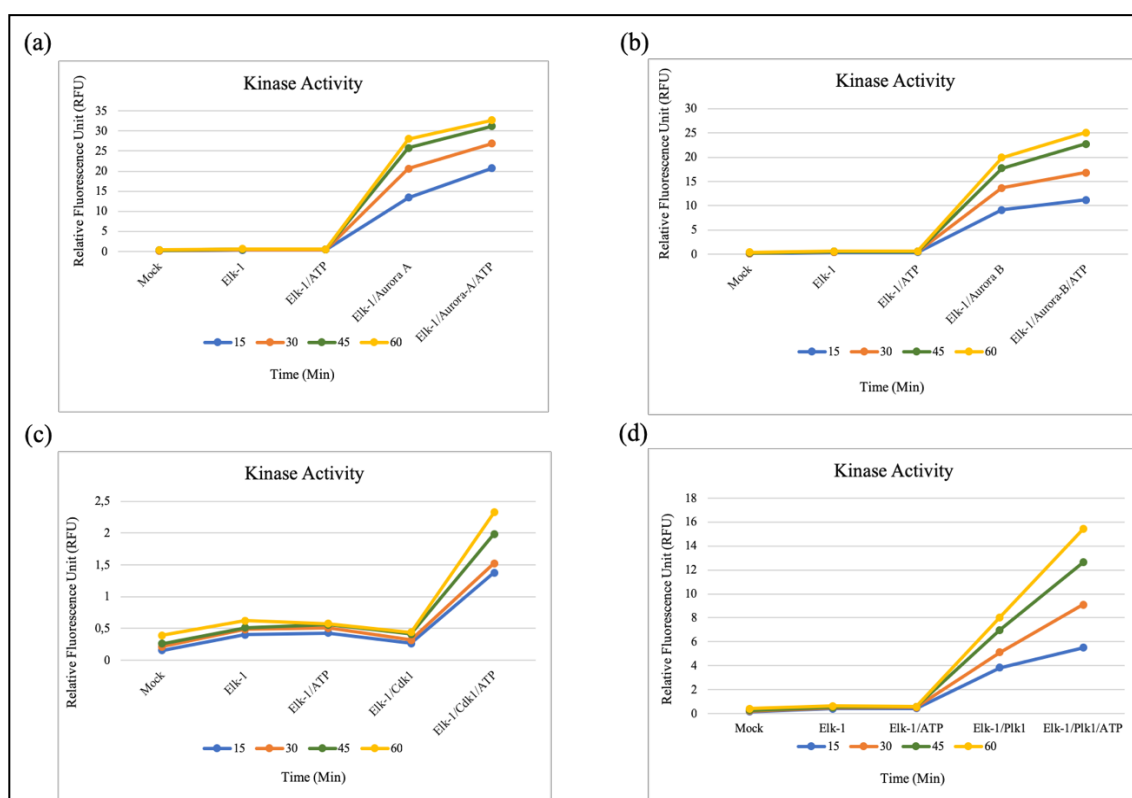 (a)
Kinase Activity
Relative Fluorescence Unit (RFU)
35
30
25
20
15
10
5
0
Mock
Elk-1
Elk-1/ATP
Elk-1/Aurora A
Elk-1/Aurora-A/ATP
15 30 45 60
Time (Min)
(b)
Kinase Activity
Relative Fluorescence Unit (RFU)
30
25
20
15
10
5
0
Mock
Elk-1
Elk-1/ATP
Elk-1/Aurora B
Elk-1/Aurora-B/ATP
15 30 45 60
Time (Min)
(c)
Kinase Activity
Relative Fluorescence Unit (RFU)
2,5
2
1,5
1
0,5
0
Mock
Elk-1
Elk-1/ATP
Elk-1/Cdk1
Elk-1/Cdk1/ATP
15 30 45 60
Time (Min)
(d)
Kinase Activity
Relative Fluorescence Unit (RFU)
18
16
14
12
10
8
6
4
2
0
Mock Elk-1 Elk-1/ATP Elk-1/Plk1 Elk-1/Plk1/ATP
15 30 45 60
Time (Min)